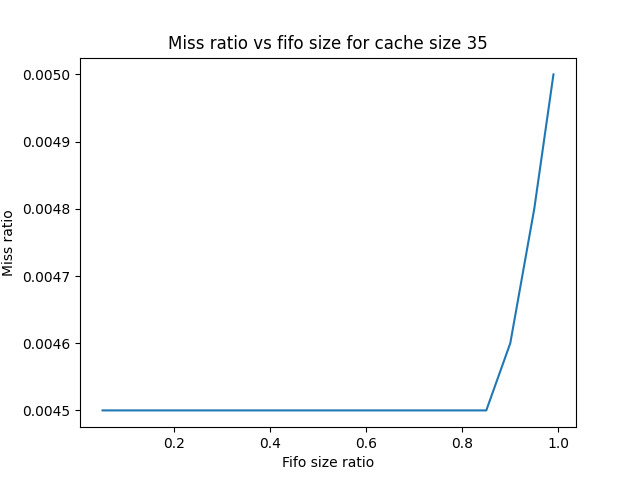 Miss ratio vs fifo size for cache size 35
0.0050
0.0049
0.0048
0.0047
0.0046
0.0045
Miss ratio
0.2 0.4 0.6 0.8 1.0
Fifo size ratio